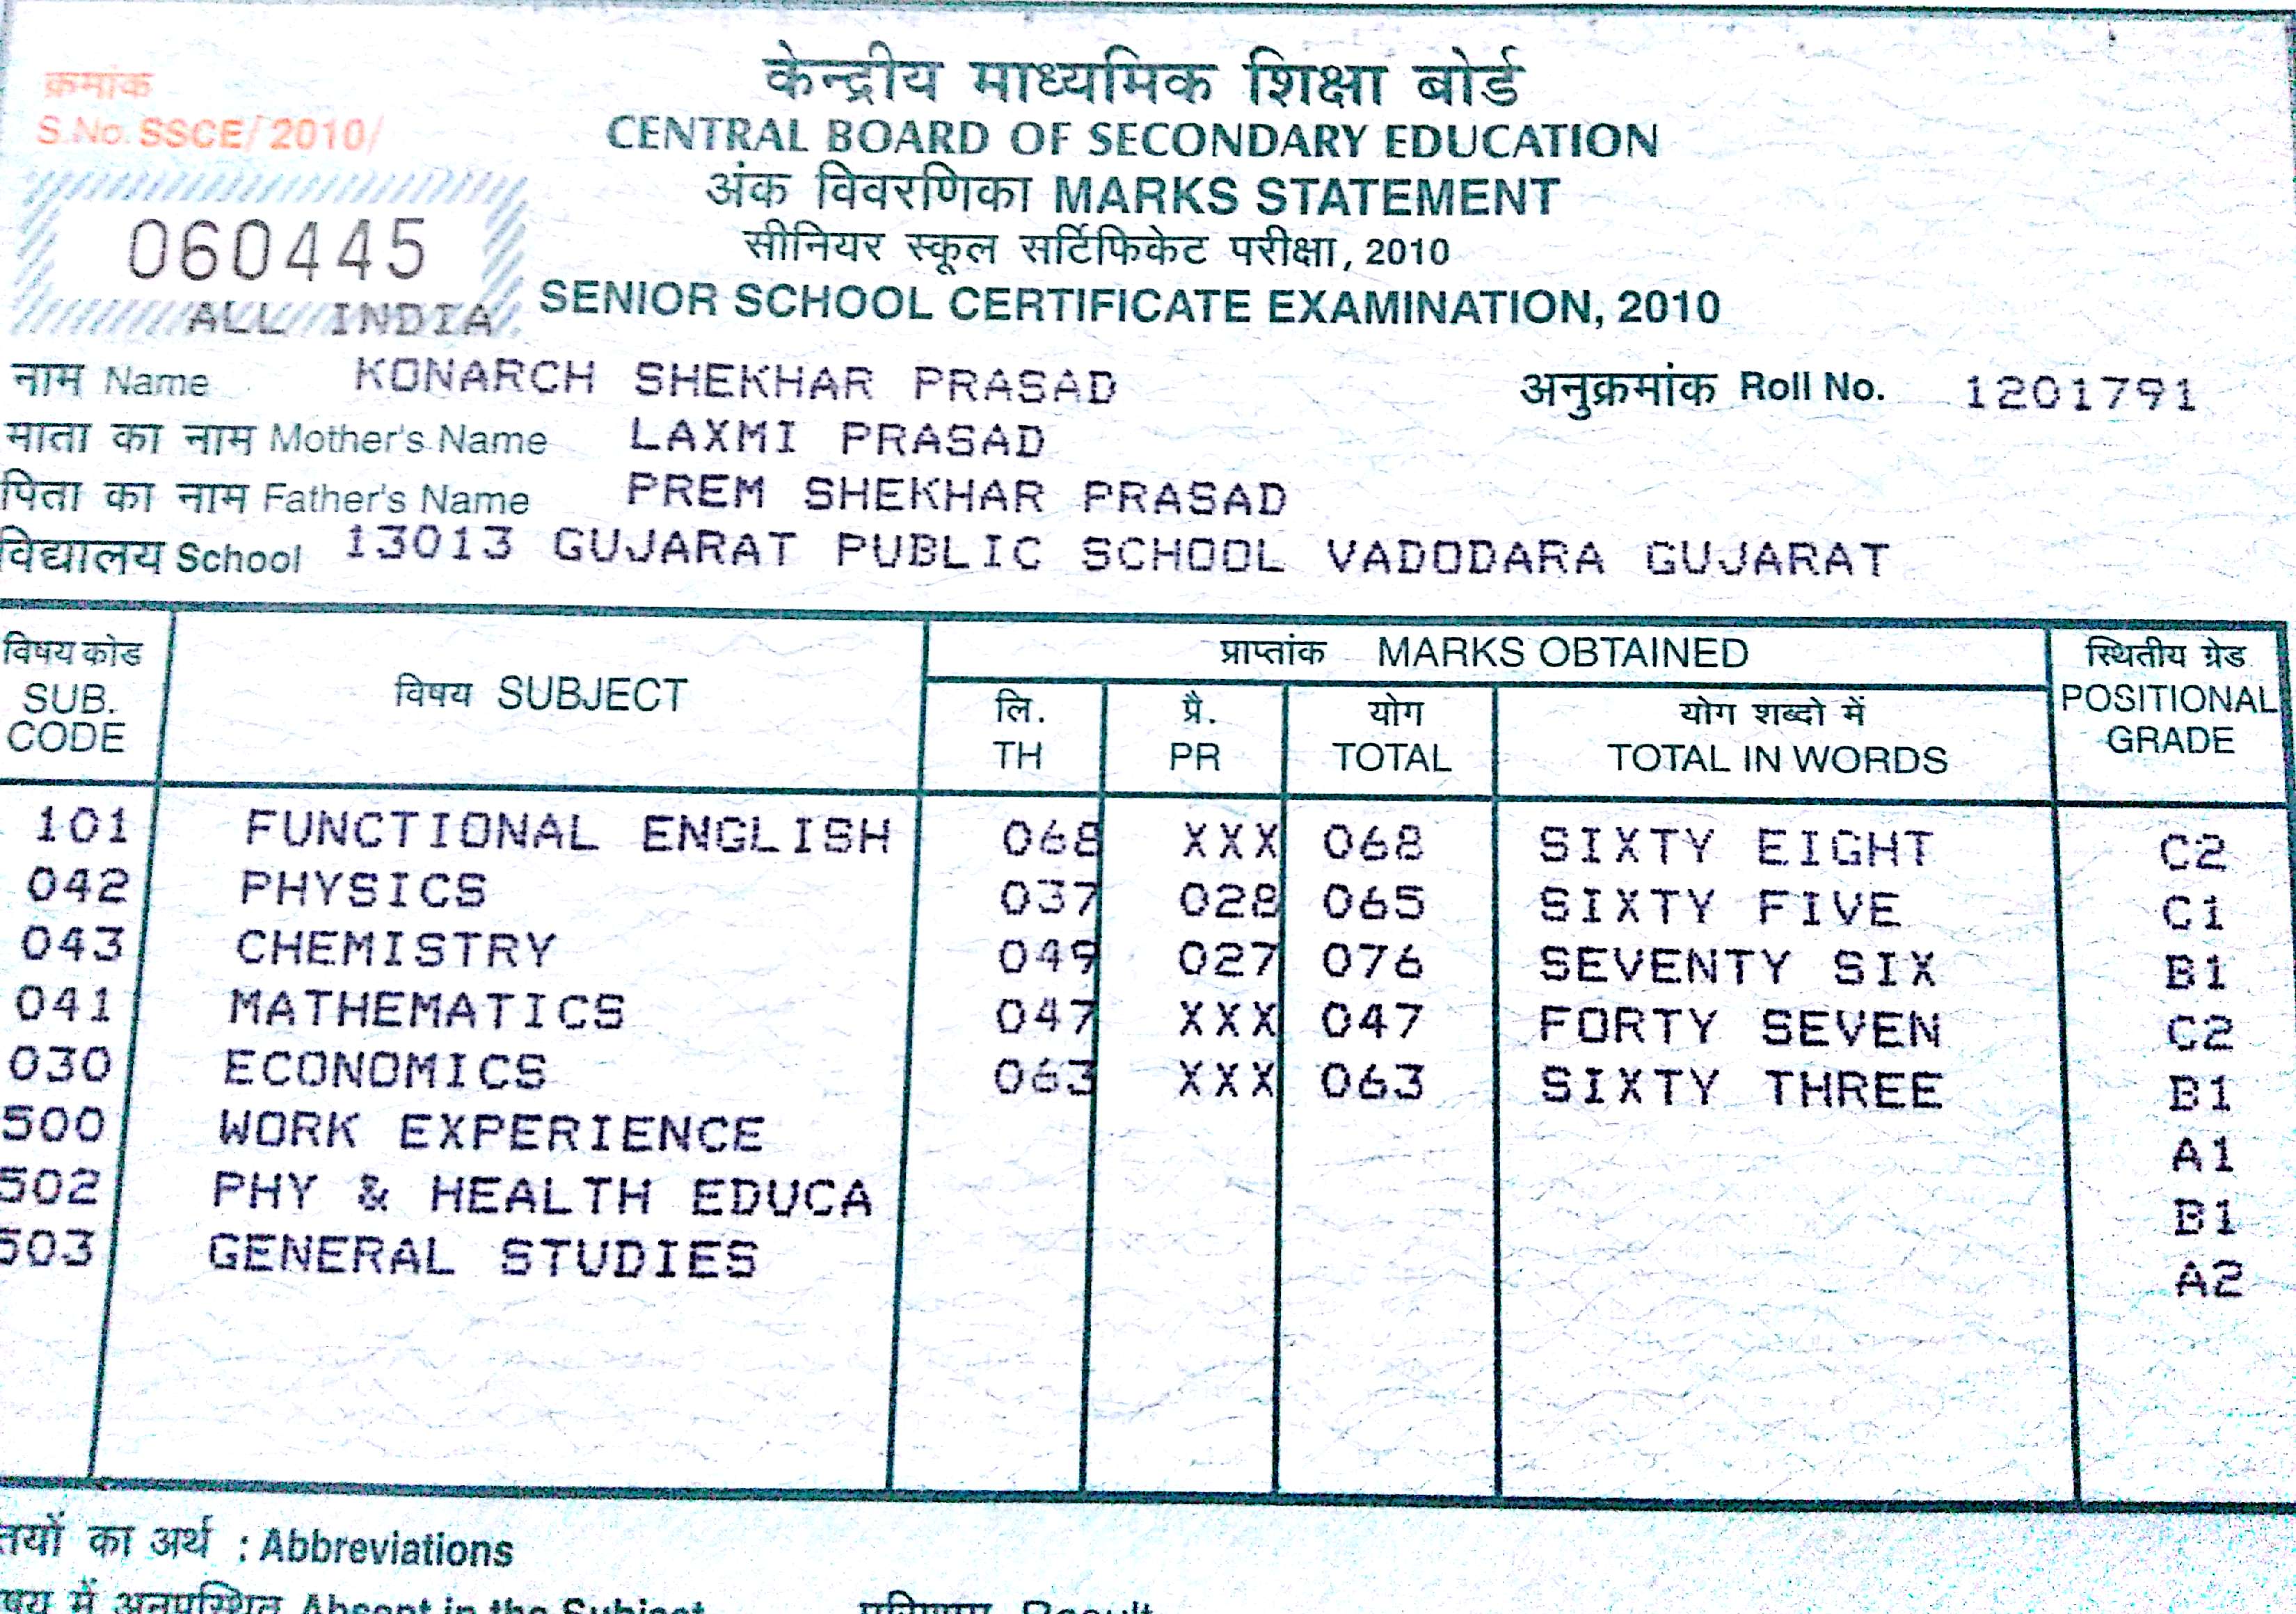 क्रमांक
S.No. SSCE/2010/
060445
ALL INDIA
केन्द्रीय माध्यमिक शिक्षा बोर्ड
CENTRAL BOARD OF SECONDARY EDUCATION
अंक विवरणिका MARKS STATEMENT
सीनियर स्कूल सर्टिफिकेट परीक्षा, 2010
SENIOR SCHOOL CERTIFICATE EXAMINATION, 2010
नाम Name KONARCH SHEKHAR PRASAD अनुक्रमांक Roll No. 1201791
माता का नाम Mother's Name LAXMI PRASAD
पिता का नाम Father's Name PREM SHEKHAR PRASAD
विद्यालय School 13013 GUJARAT PUBLIC SCHOOL VADODARA GUJARAT
विषय कोड SUB. CODE विषय SUBJECT प्राप्तांक MARKS OBTAINED स्थितीय ग्रेड POSITIONAL GRADE
लि. प्रै. योग योग शब्दो में
TH PR TOTAL TOTAL IN WORDS
101 FUNCTIONAL ENGLISH 068 XXX 068 SIXTY EIGHT C2
042 PHYSICS 037 028 065 SIXTY FIVE C1
043 CHEMISTRY 049 027 076 SEVENTY SIX B1
041 MATHEMATICS 047 XXX 047 FORTY SEVEN C2
030 ECONOMICS 063 XXX 063 SIXTY THREE B1
500 WORK EXPERIENCE A1
502 PHY & HEALTH EDUCA B1
503 GENERAL STUDIES A2
का अर्थ : Abbreviations
में अनुपस्थित Absent in the Subject परिणाम Result